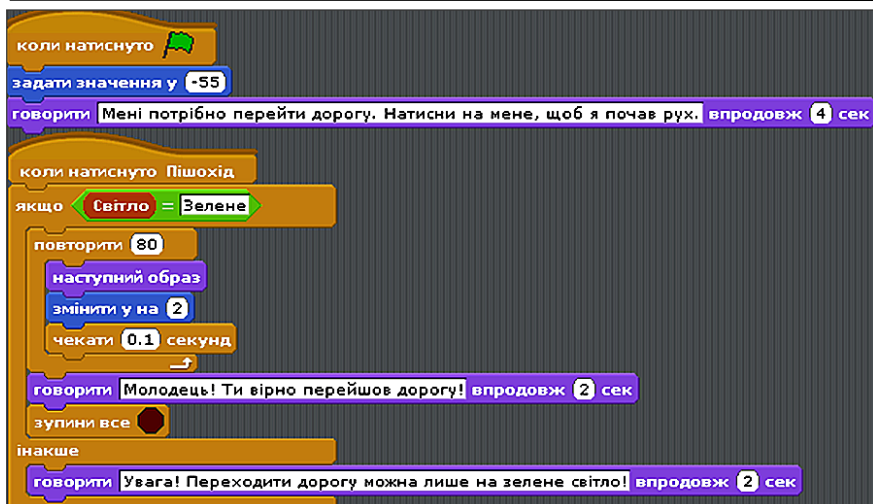 коли натиснуто
задати значення у -55
говорити Мені потрібно перейти дорогу. Натисни на мене, щоб я почав рух. впродовж 4 сек
коли натиснуто Пішохід
якщо Світло = Зелене
повторити 80
наступний образ
змінити у на 2
чекати 0.1 секунд
говорити Молодець! Ти вірно перейшов дорогу! впродовж 2 сек
зупини все
інакше
говорити Увага! Переходити дорогу можна лише на зелене світло! впродовж 2 сек